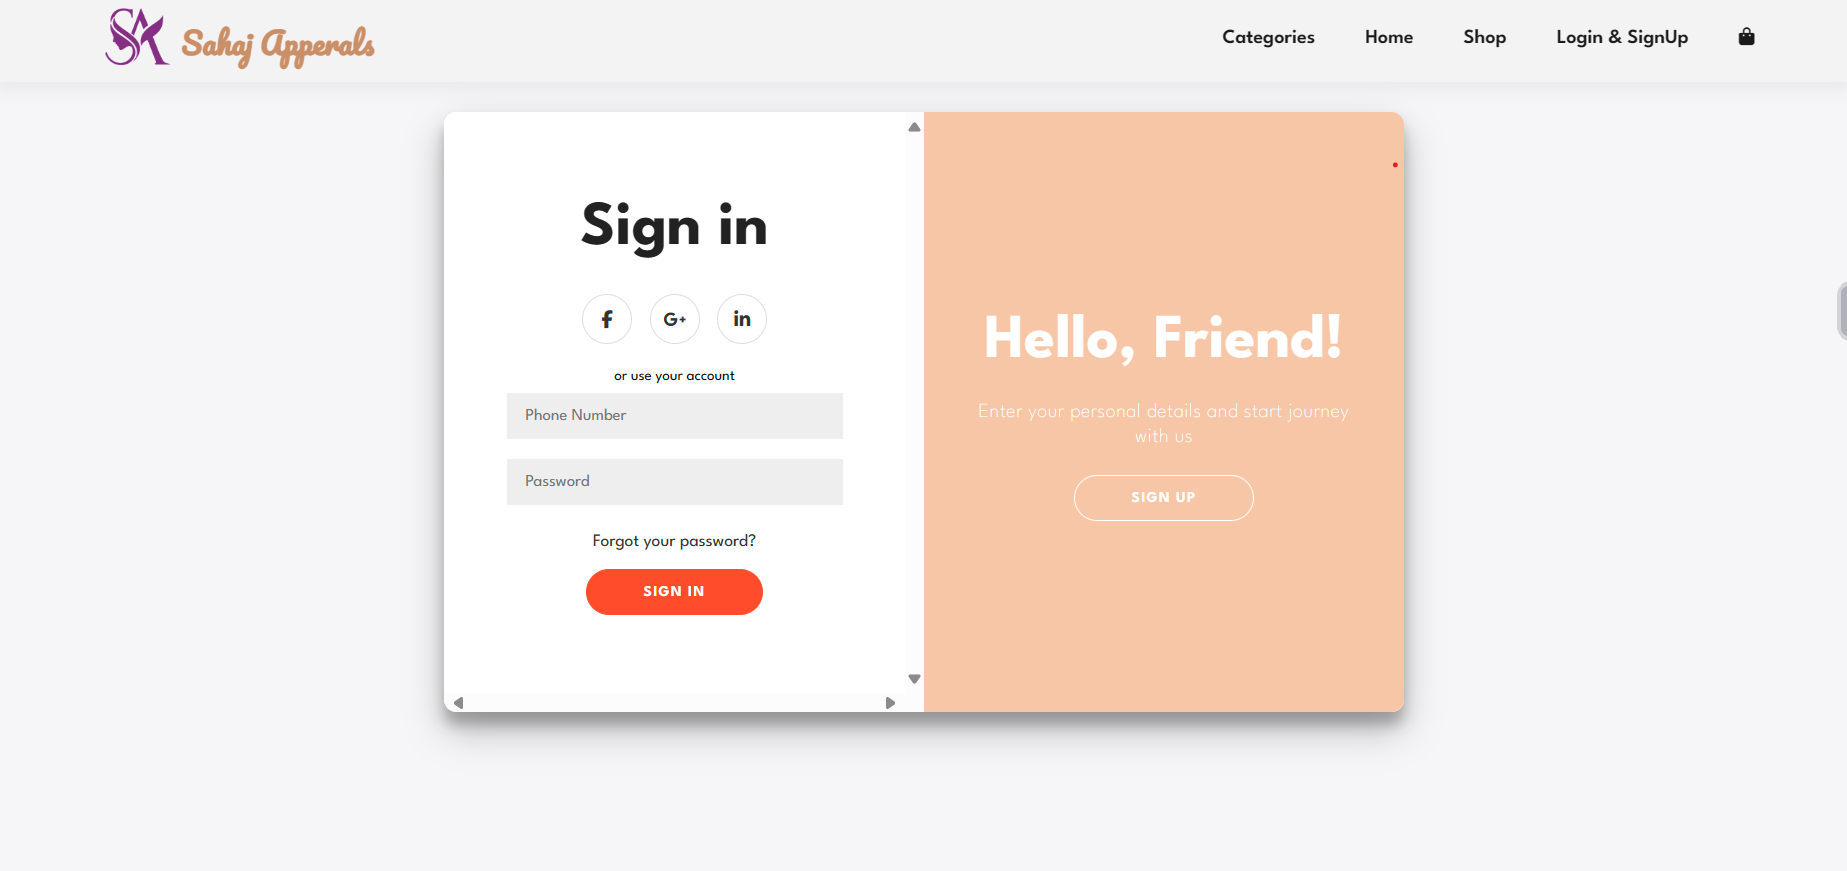 Sahaj Apperals
Categories
Home
Shop
Login & SignUp
Sign in
G+
in
or use your account
Phone Number
Password
Forgot your password?
SIGN IN
Hello, Friend!
Enter your personal details and start journey
with us
SIGN UP